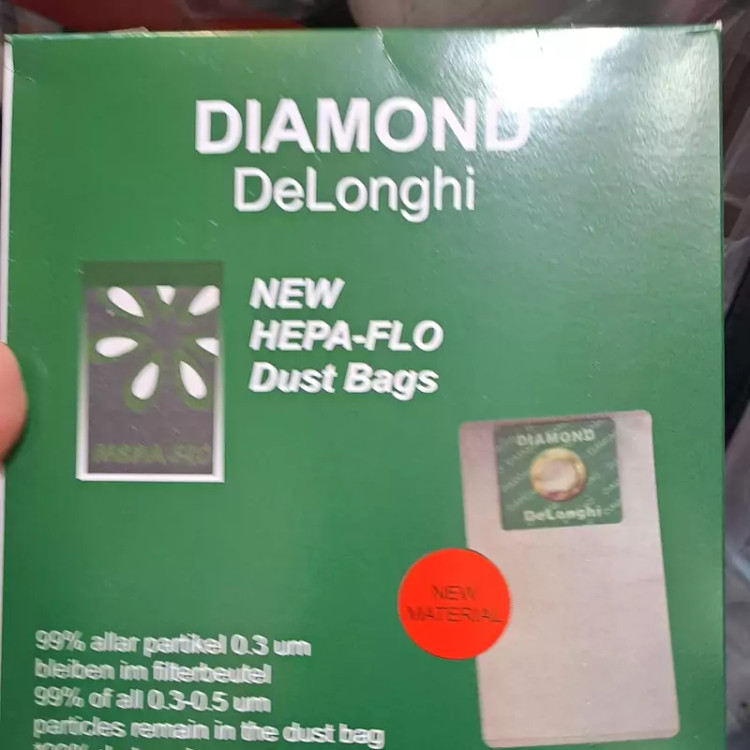 DIAMOND
DeLonghi
NEW
HEPA-FLO
Dust Bags
DIAMOND
DeLonghi
NEW
MATERIAL
99% allar partikel 0.3 um
bleiben im filterbeutel
99% of all 0.3-0.5 um
particles remain in the dust bag